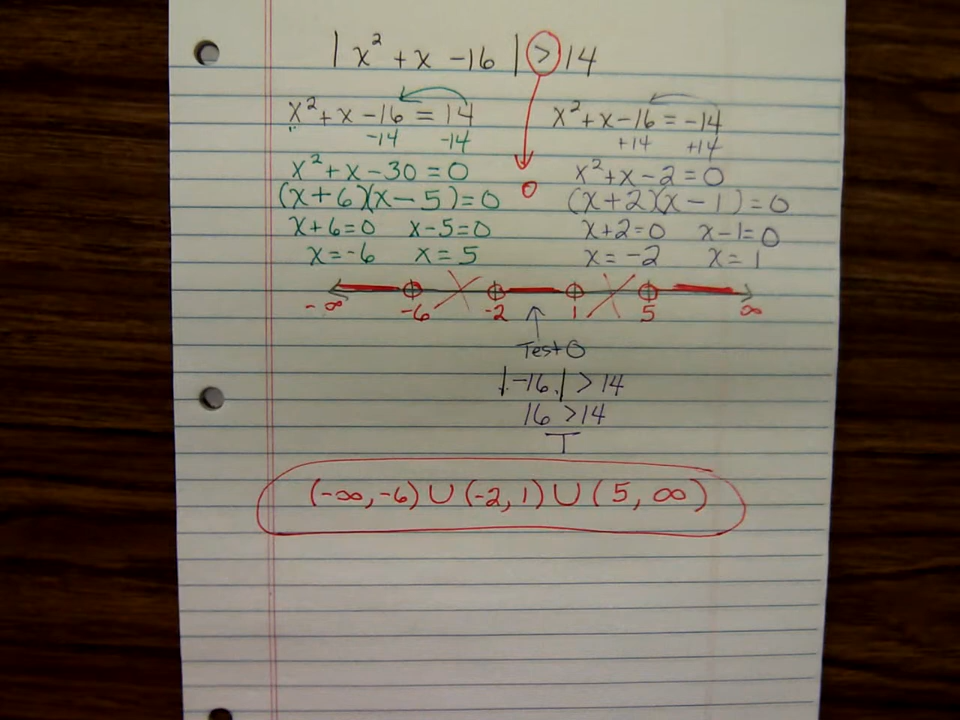 | x² + x - 16 | > 14
x² + x - 16 = 14
-14 -14
x² + x - 30 = 0
(x + 6)(x - 5) = 0
x + 6 = 0 x - 5 = 0
x = -6 x = 5
x² + x - 16 = -14
+14 +14
x² + x - 2 = 0
(x + 2)(x - 1) = 0
x + 2 = 0 x - 1 = 0
x = -2 x = 1
-∞ -6 -2 1 5 ∞
Test 0
|-16| > 14
16 > 14
T
(-∞, -6) ∪ (-2, 1) ∪ (5, ∞)